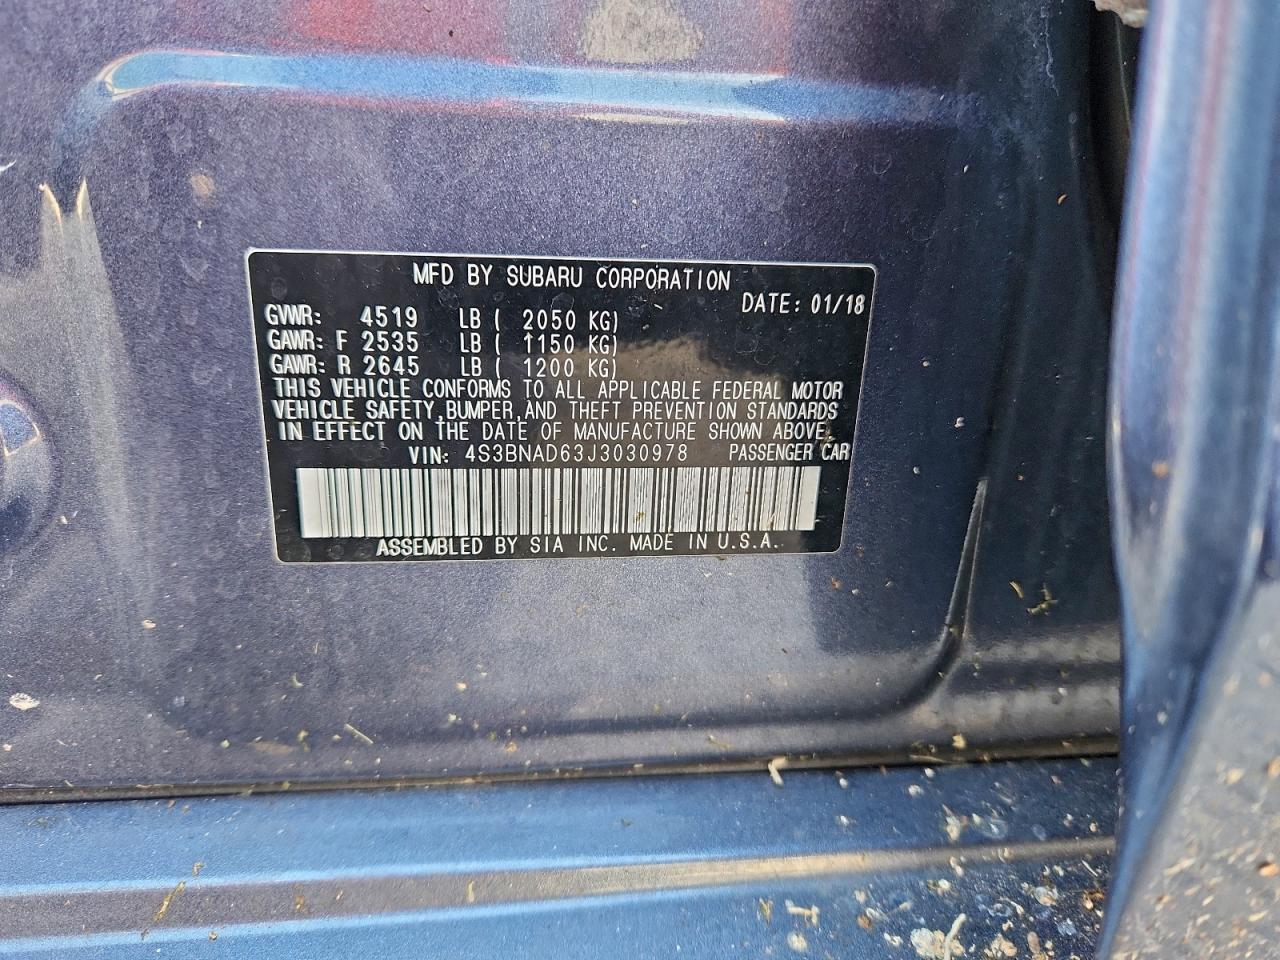 MFD BY SUBARU CORPORATION
DATE: 01/18
GVWR: 4519 LB ( 2050 KG)
GAWR: F 2535 LB ( 1150 KG)
GAWR: R 2645 LB ( 1200 KG)
THIS VEHICLE CONFORMS TO ALL APPLICABLE FEDERAL MOTOR
VEHICLE SAFETY, BUMPER, AND THEFT PREVENTION STANDARDS
IN EFFECT ON THE DATE OF MANUFACTURE SHOWN ABOVE.
VIN: 4S3BNAD63J3030978 PASSENGER CAR
ASSEMBLED BY SIA INC. MADE IN U.S.A.